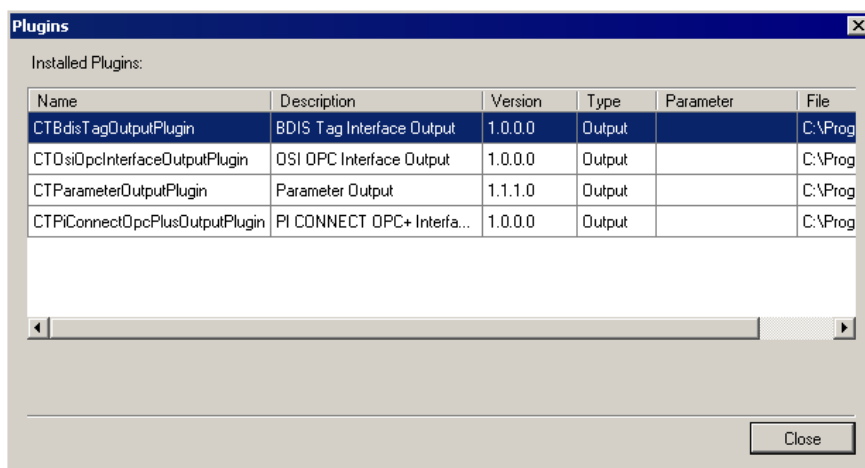 Plugins
Installed Plugins:
Name Description Version Type Parameter File
CTBdisTagOutputPlugin BDIS Tag Interface Output 1.0.0.0 Output C:\Prog
CTOsiOpcInterfaceOutputPlugin OSI OPC Interface Output 1.0.0.0 Output C:\Prog
CTParameterOutputPlugin Parameter Output 1.1.1.0 Output C:\Prog
CTPiConnectOpcPlusOutputPlugin PI CONNECT OPC+ Interfa... 1.0.0.0 Output C:\Prog
Close